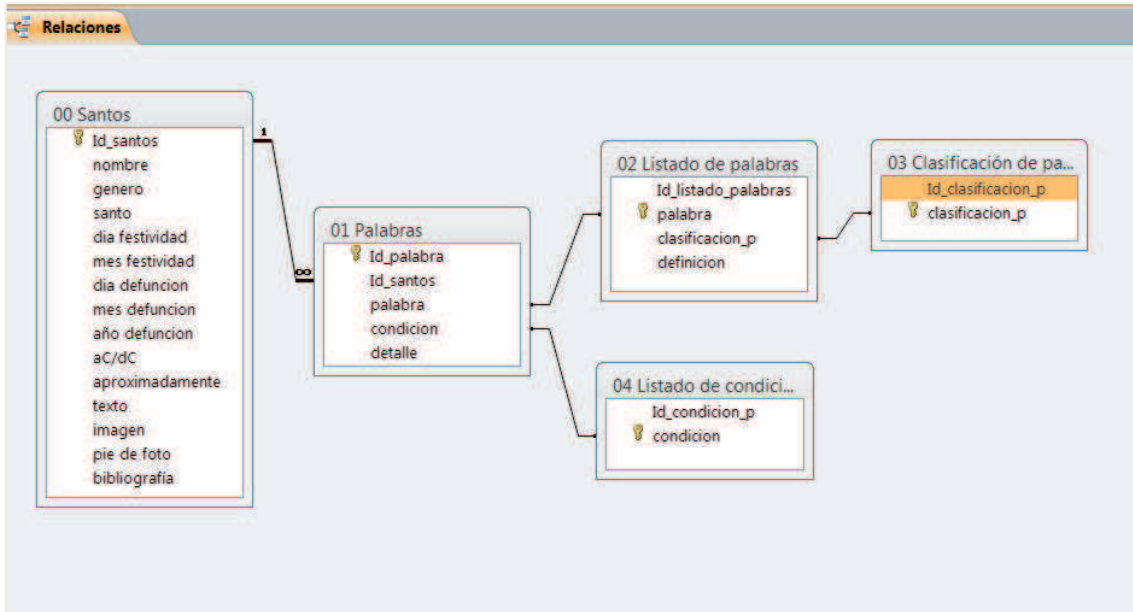 Relaciones
00 Santos
Id_santos
nombre
genero
santo
dia festividad
mes festividad
dia defuncion
mes defuncion
año defuncion
aC/dC
aproximadamente
texto
imagen
pie de foto
bibliografía
1
∞
01 Palabras
Id_palabra
Id_santos
palabra
condicion
detalle
02 Listado de palabras
Id_listado_palabras
palabra
clasificacion_p
definicion
03 Clasificación de pa...
Id_clasificacion_p
clasificacion_p
04 Listado de condici...
Id_condicion_p
condicion